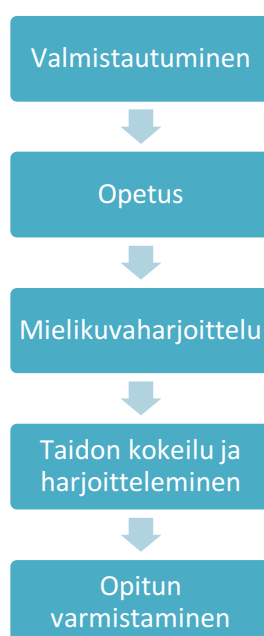 Valmistautuminen
Opetus
Mielikuvaharjoittelu
Taidon kokeilu ja
harjoitteleminen
Opitun
varmistaminen